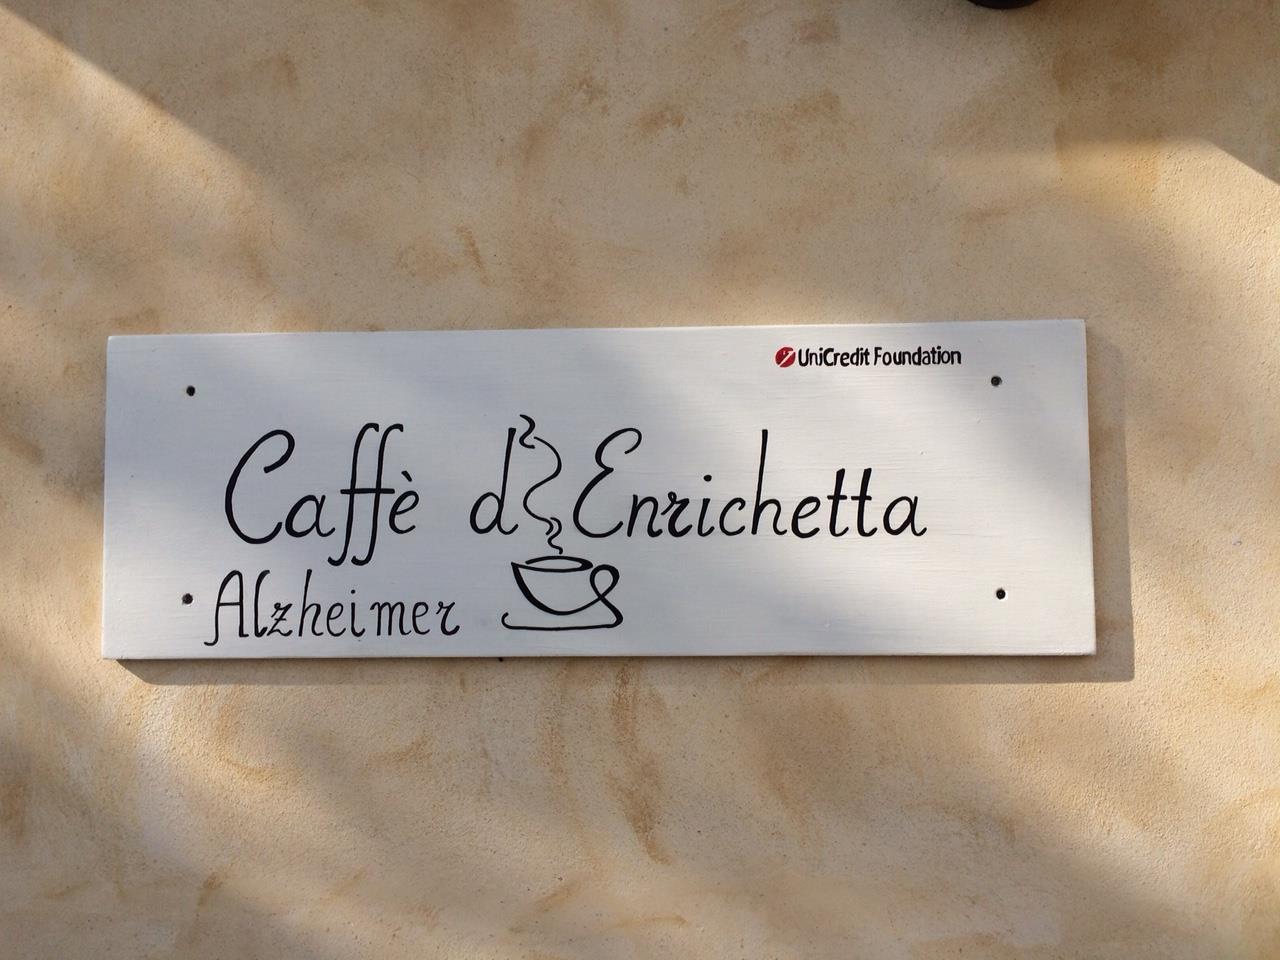 UniCredit Foundation
Caffè d'Enrichetta
Alzheimer